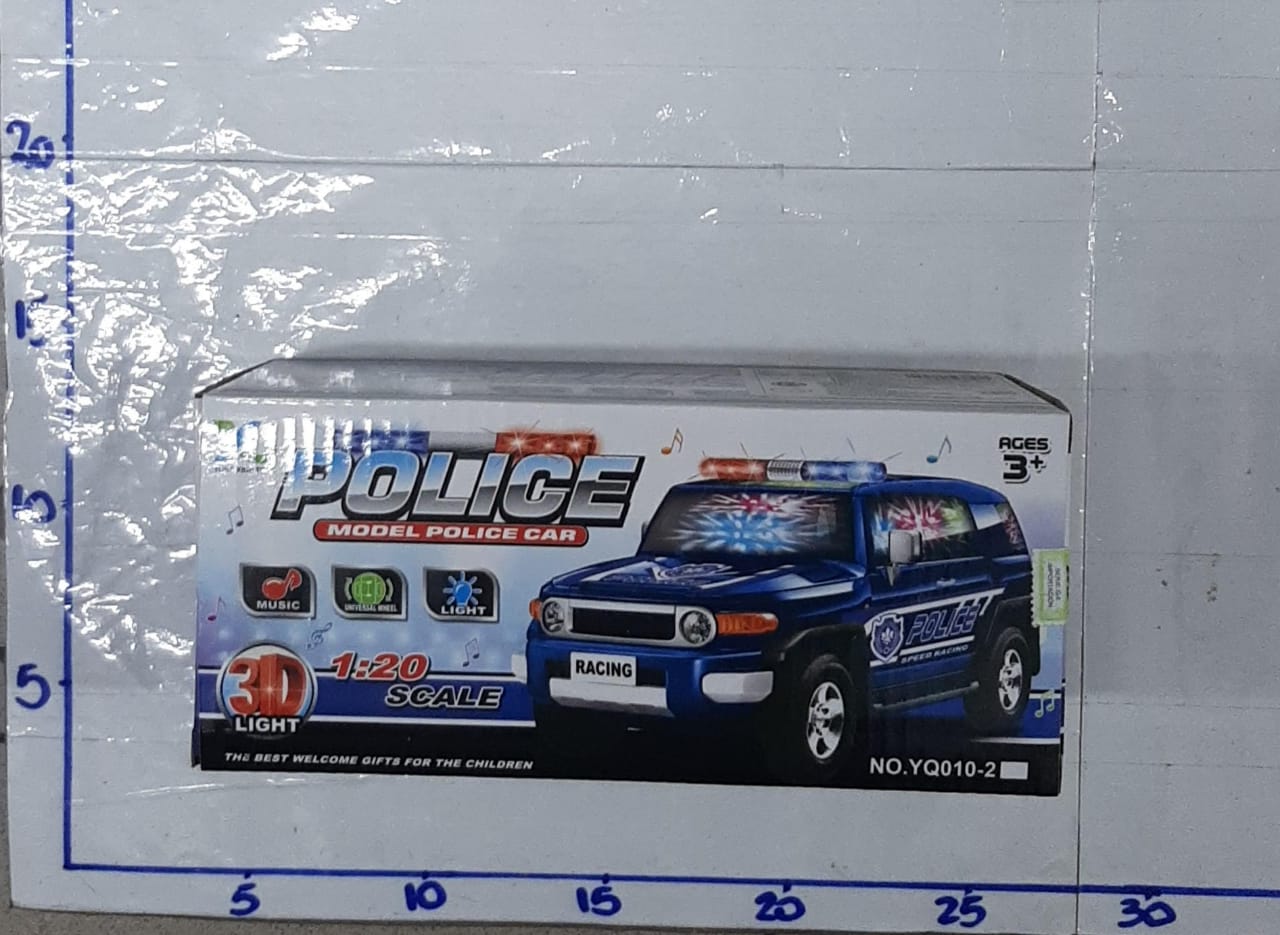 20
5
5
5
10
15
20
25
30
POLICE
MODEL POLICE CAR
AGES
3+
MUSIC
UNIVERSAL WHEEL
LIGHT
3D
LIGHT
1:20
SCALE
RACING
POLICE
SPEED RACING
THE BEST WELCOME GIFTS FOR THE CHILDREN
NO.YQ010-2